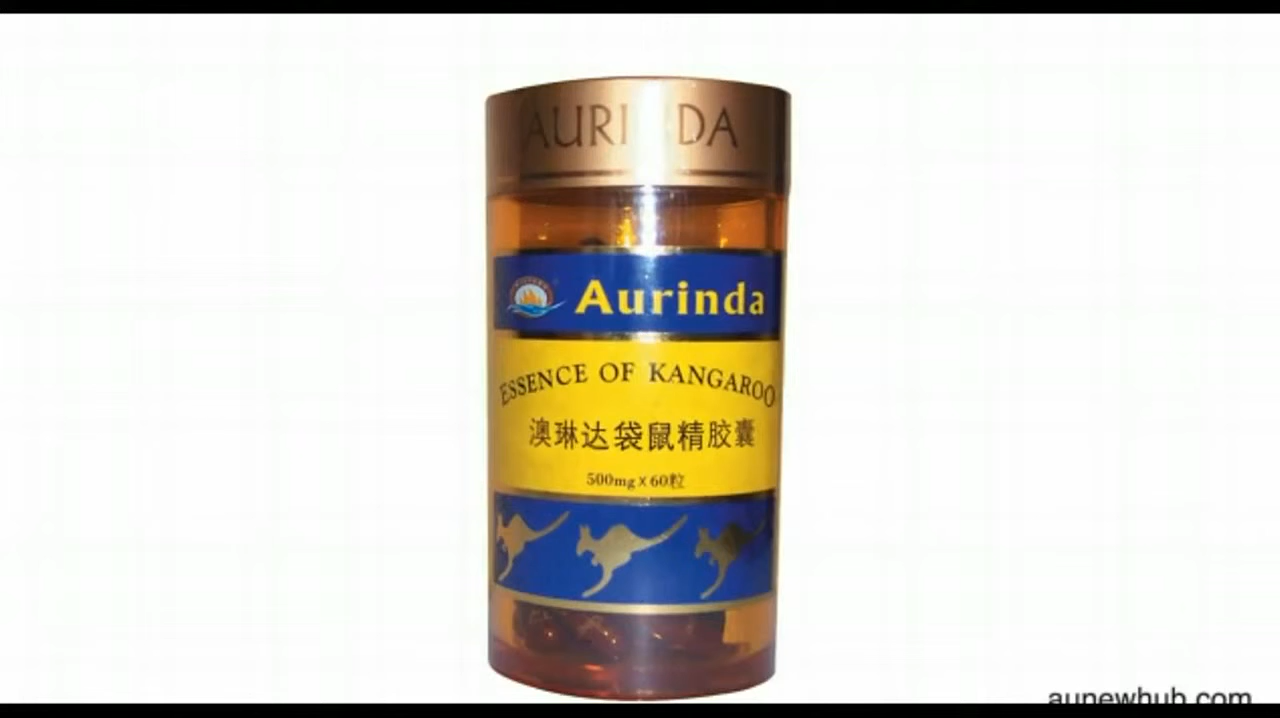 AURINDA
Aurinda
ESSENCE OF KANGAROO
澳琳达袋鼠精胶囊
500mg X 60粒
aunewhub.com